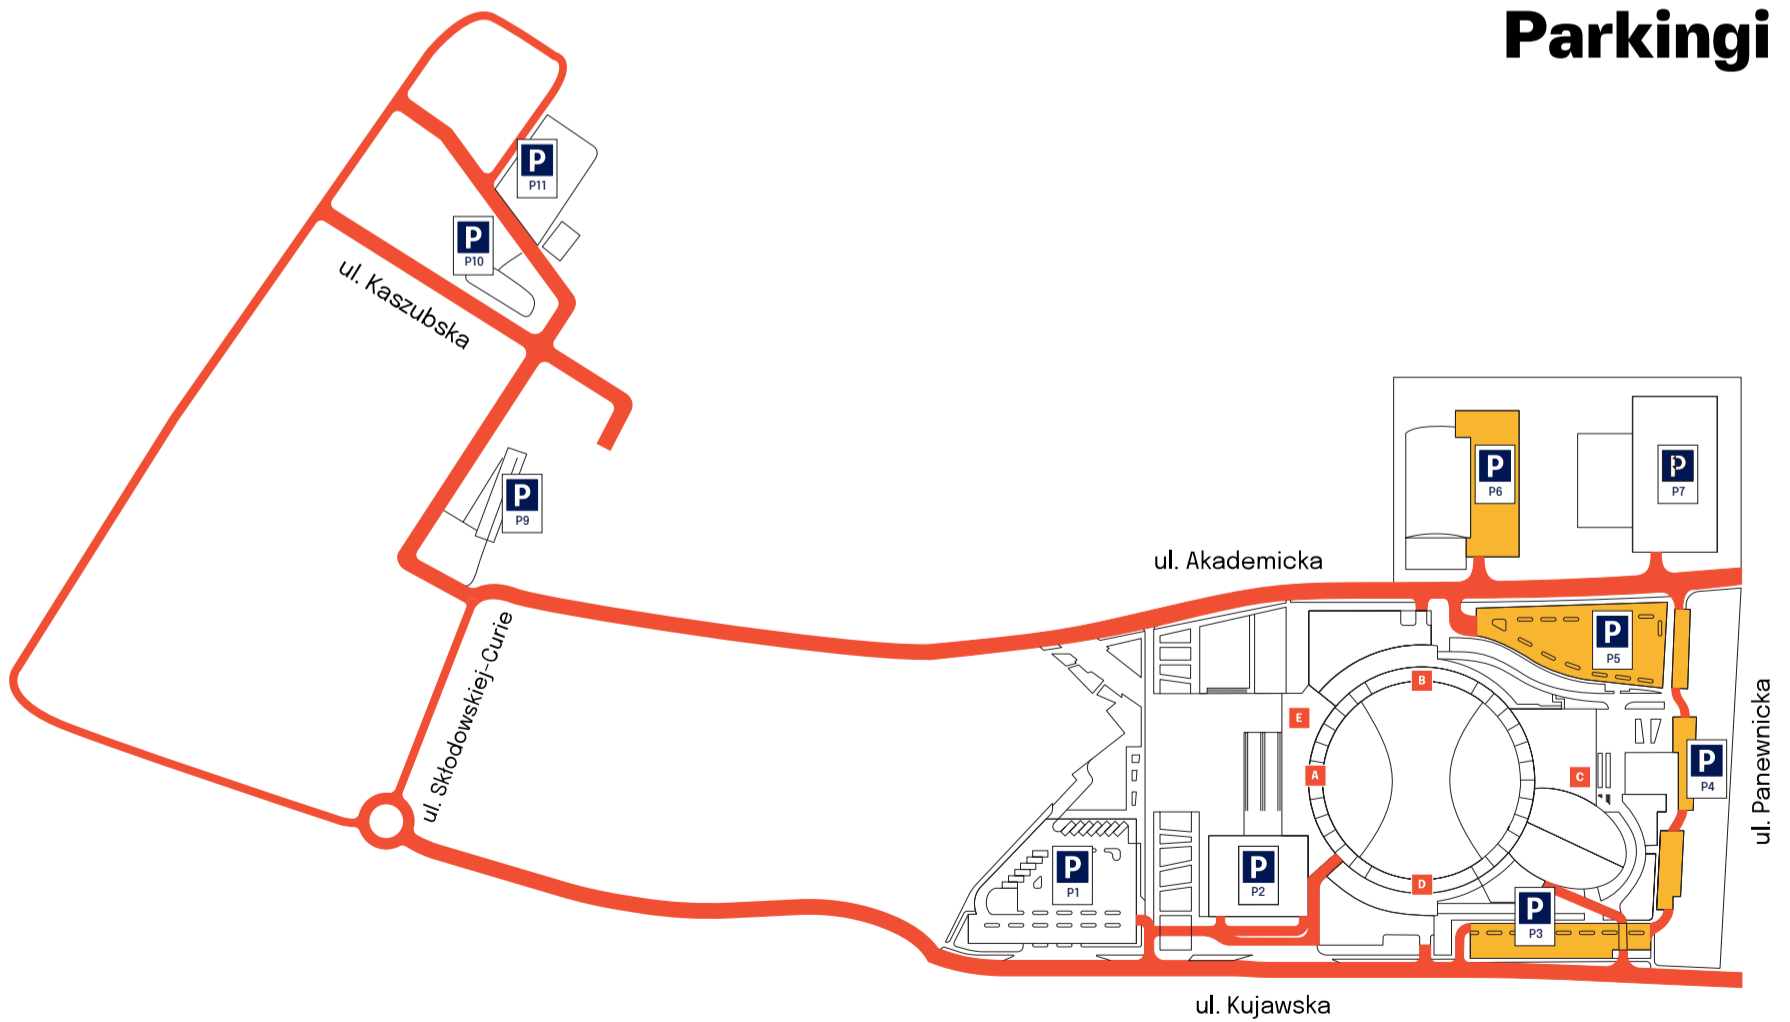 Parkingi
P
P11
P
P10
ul. Kaszubska
P
P9
P
P6
P
P7
ul. Akademicka
P
P5
ul. Skłodowskiej-Curie
B
E
A
C
P
P4
ul. Panewnicka
P
P1
P
P2
D
P
P3
ul. Kujawska